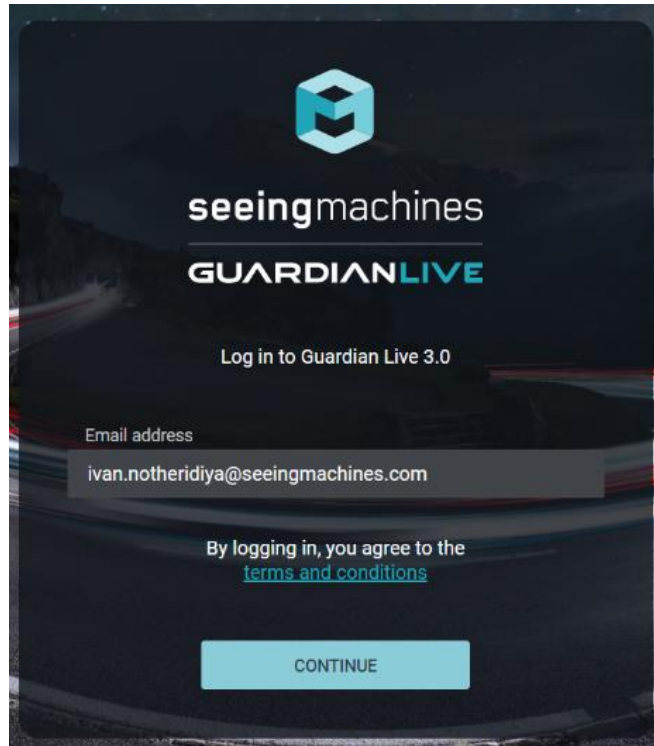 seeingmachines
GUARDIANLIVE
Log in to Guardian Live 3.0
Email address
ivan.notheridiya@seeingmachines.com
By logging in, you agree to the
terms and conditions
CONTINUE